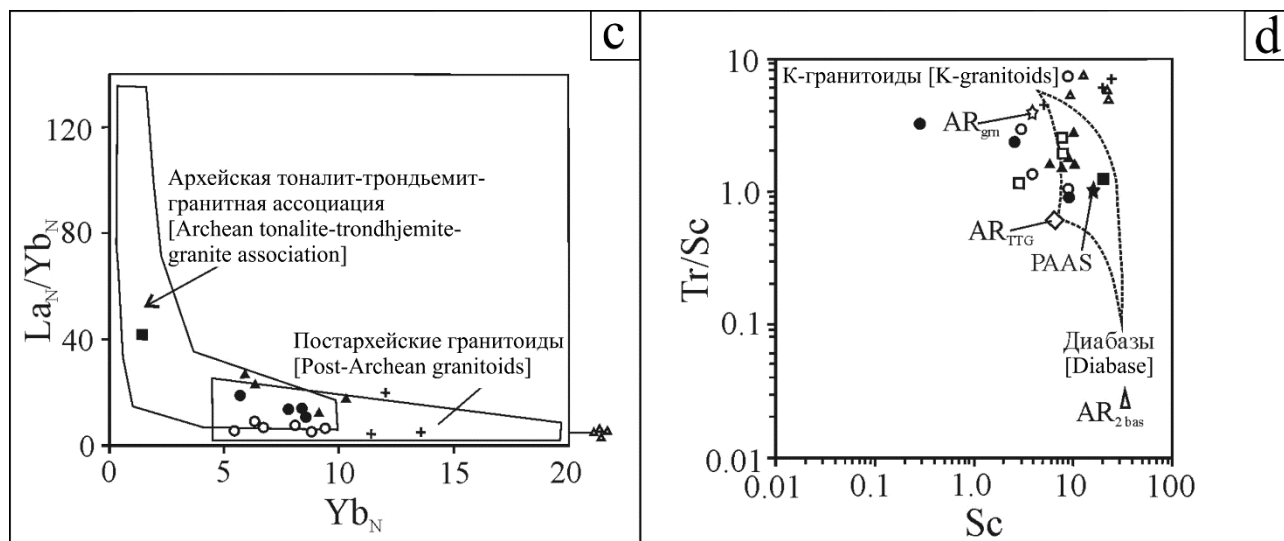 c
120
80
40
0
La_N/Yb_N
Архейская тоналит-трондьемит-
гранитная ассоциация
[Archean tonalite-trondhjemite-
granite association]
Постархейские гранитоиды
[Post-Archean granitoids]
0 5 10 15 20
Yb_N
d
10
1.0
0.1
0.01
Tr/Sc
К-гранитоиды [K-granitoids]
AR_grn
AR_TTG
PAAS
Диабазы
[Diabase]
AR_2 bas
0.01 0.1 1.0 10 100
Sc